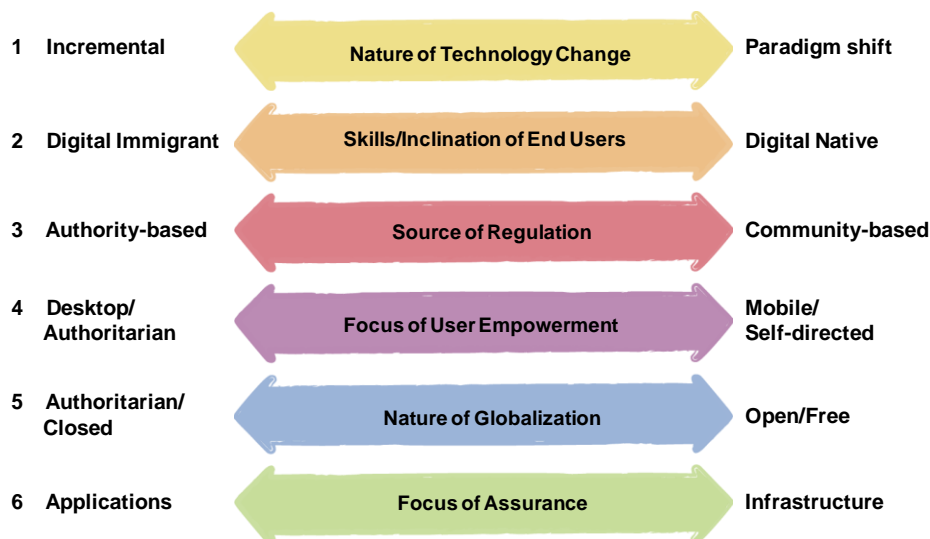 1 Incremental Nature of Technology Change Paradigm shift
2 Digital Immigrant Skills/Inclination of End Users Digital Native
3 Authority-based Source of Regulation Community-based
4 Desktop/
Authoritarian Focus of User Empowerment Mobile/
Self-directed
5 Authoritarian/
Closed Nature of Globalization Open/Free
6 Applications Focus of Assurance Infrastructure